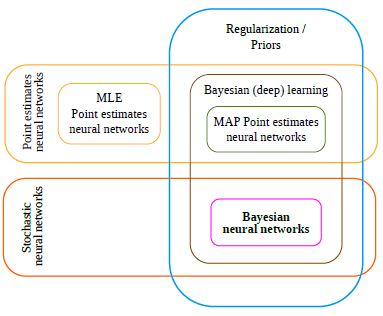 Regularization /
Priors
Point estimates
neural networks
MLE
Point estimates
neural networks
Bayesian (deep) learning
MAP Point estimates
neural networks
Stochastic
neural networks
Bayesian
neural networks